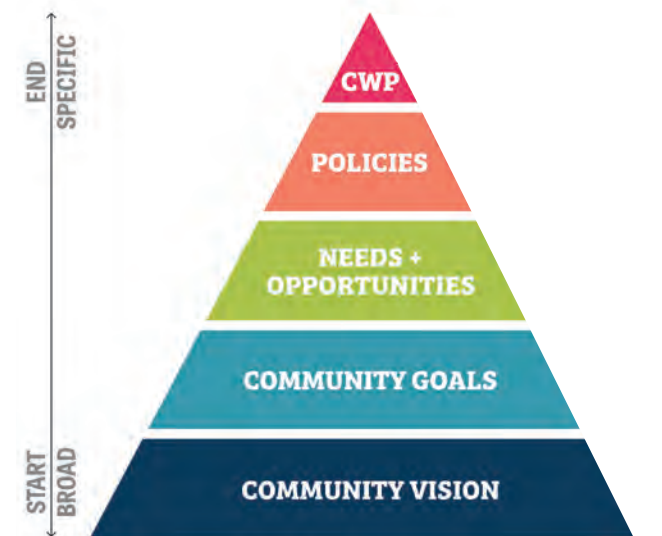 END
SPECIFIC
CWP
POLICIES
NEEDS +
OPPORTUNITIES
COMMUNITY GOALS
START
BROAD
COMMUNITY VISION